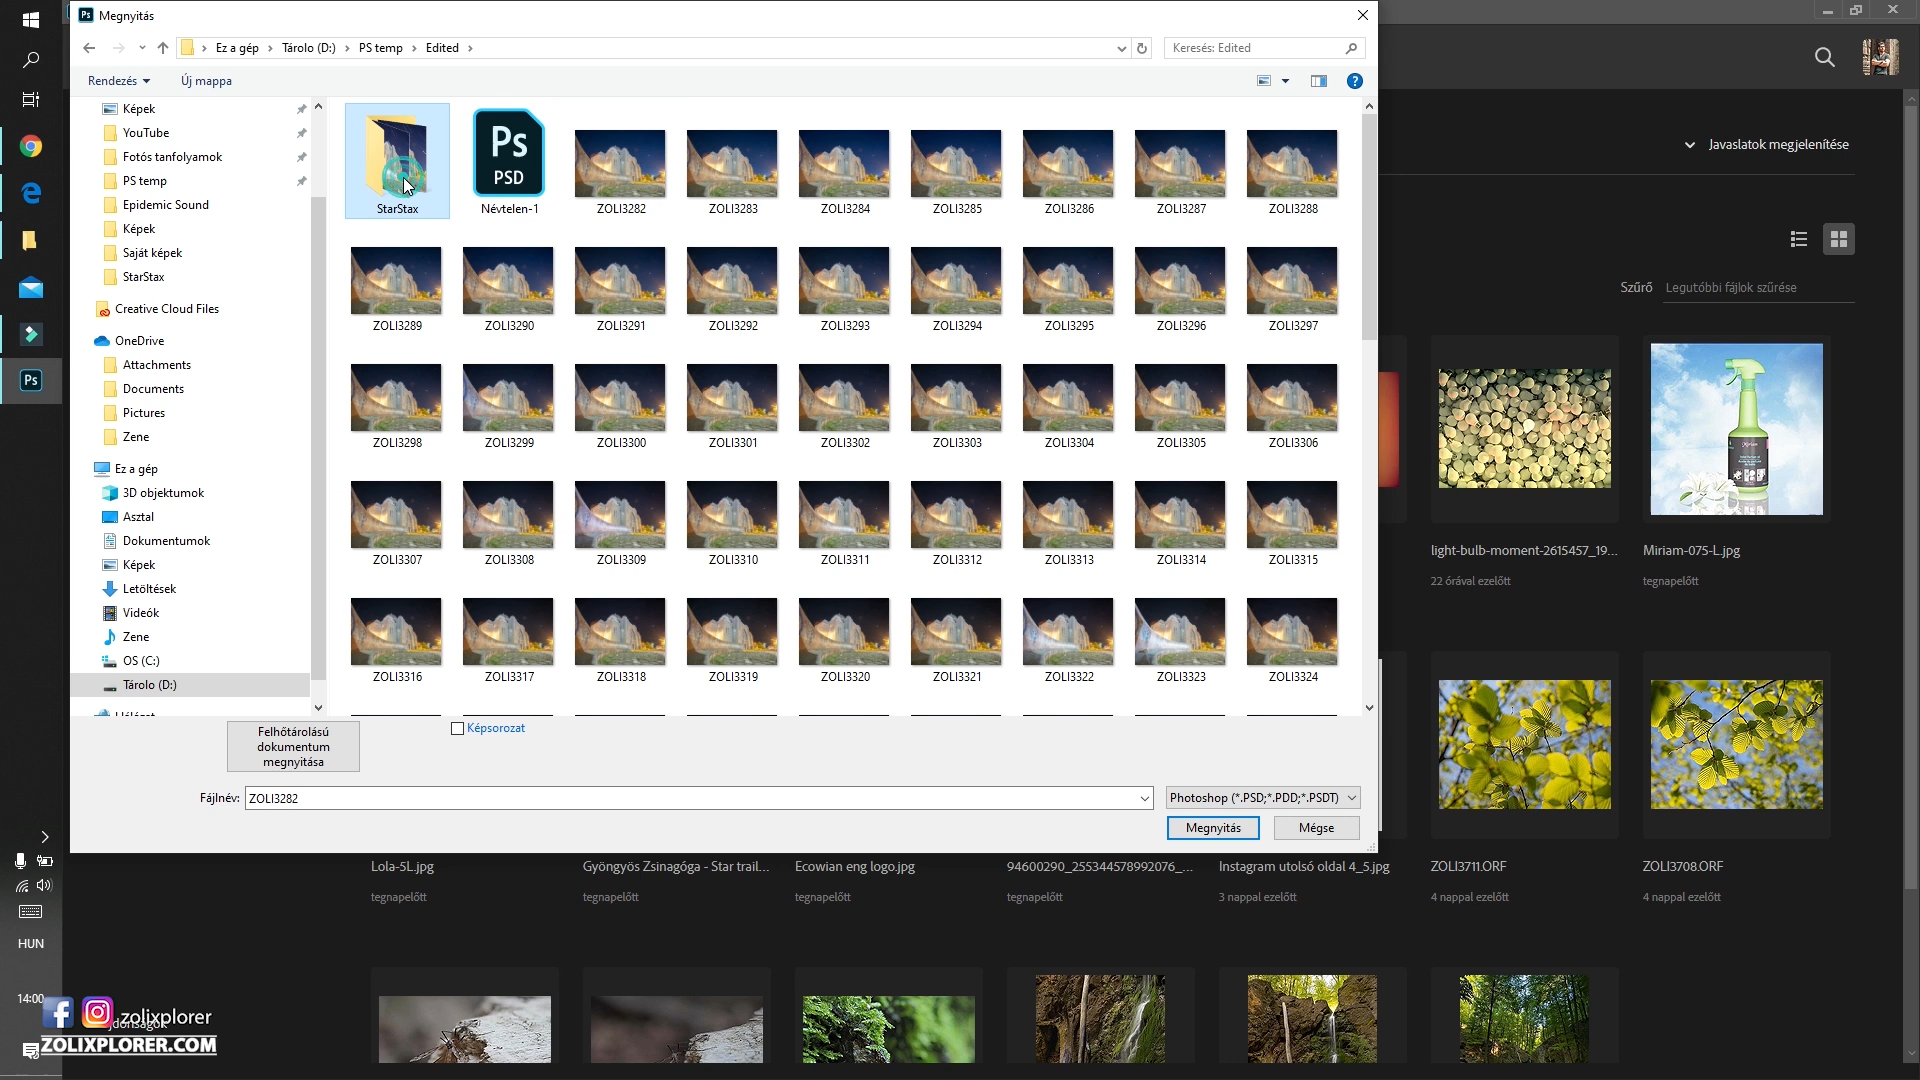 Megnyitás
Ez a gép
Tárolo (D:)
PS temp
Edited
Keresés: Edited
Rendezés
Új mappa
Képek
YouTube
Fotós tanfolyamok
PS temp
Epidemic Sound
Képek
Saját képek
StarStax
Creative Cloud Files
OneDrive
Attachments
Documents
Pictures
Zene
Ez a gép
3D objektumok
Asztal
Dokumentumok
Képek
Letöltések
Videók
Zene
OS (C:)
Tárolo (D:)
Ps
PSD
StarStax
Névtelen-1
ZOLI3282
ZOLI3283
ZOLI3284
ZOLI3285
ZOLI3286
ZOLI3287
ZOLI3288
ZOLI3289
ZOLI3290
ZOLI3291
ZOLI3292
ZOLI3293
ZOLI3294
ZOLI3295
ZOLI3296
ZOLI3297
ZOLI3298
ZOLI3299
ZOLI3300
ZOLI3301
ZOLI3302
ZOLI3303
ZOLI3304
ZOLI3305
ZOLI3306
ZOLI3307
ZOLI3308
ZOLI3309
ZOLI3310
ZOLI3311
ZOLI3312
ZOLI3313
ZOLI3314
ZOLI3315
ZOLI3316
ZOLI3317
ZOLI3318
ZOLI3319
ZOLI3320
ZOLI3321
ZOLI3322
ZOLI3323
ZOLI3324
Felhőtárolású
dokumentum
megnyitása
Képsorozat
Fájlnév:
ZOLI3282
Photoshop (*.PSD;*.PDD;*.PSDT)
Megnyitás
Mégse
Javaslatok megjelenítése
Szűrő
Legutóbbi fájlok szűrése
light-bulb-moment-2615457_19...
22 órával ezelőtt
Miriam-075-L.jpg
tegnapelőtt
Lola-5L.jpg
tegnapelőtt
Gyöngyös Zsinagóga - Star trail...
tegnapelőtt
Ecowian eng logo.jpg
tegnapelőtt
94600290_255344578992076_...
tegnapelőtt
Instagram utolsó oldal 4_5.jpg
3 nappal ezelőtt
ZOLI3711.ORF
4 nappal ezelőtt
ZOLI3708.ORF
4 nappal ezelőtt
Ps
HUN
14:00
zolixplorer
ZOLIXPLORER.COM